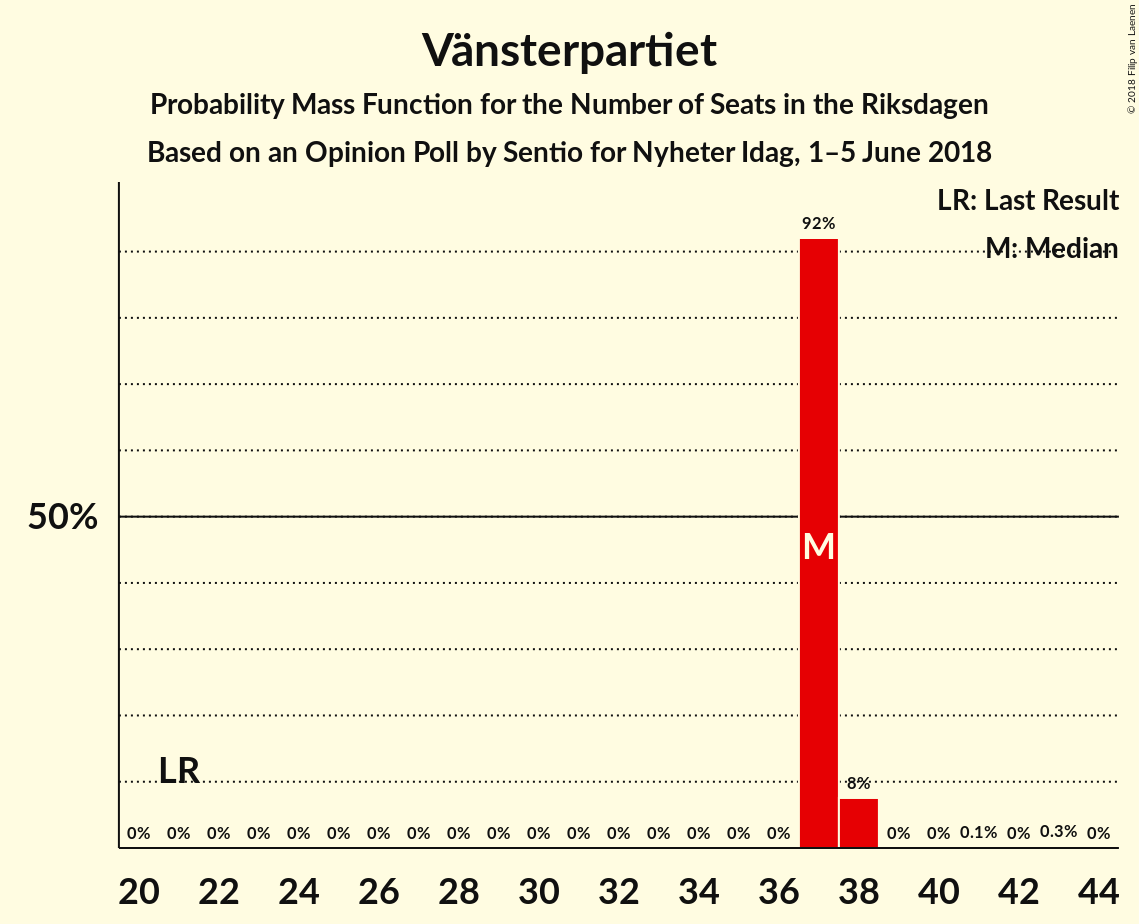 Vänsterpartiet
Probability Mass Function for the Number of Seats in the Riksdagen
Based on an Opinion Poll by Sentio for Nyheter Idag, 1–5 June 2018
© 2018 Filip van Laenen
LR: Last Result
M: Median
92%
50%
M
LR
8%
0% 0% 0% 0% 0% 0% 0% 0% 0% 0% 0% 0% 0% 0% 0% 0% 0% 0% 0% 0.1% 0% 0.3% 0%
20 22 24 26 28 30 32 34 36 38 40 42 44